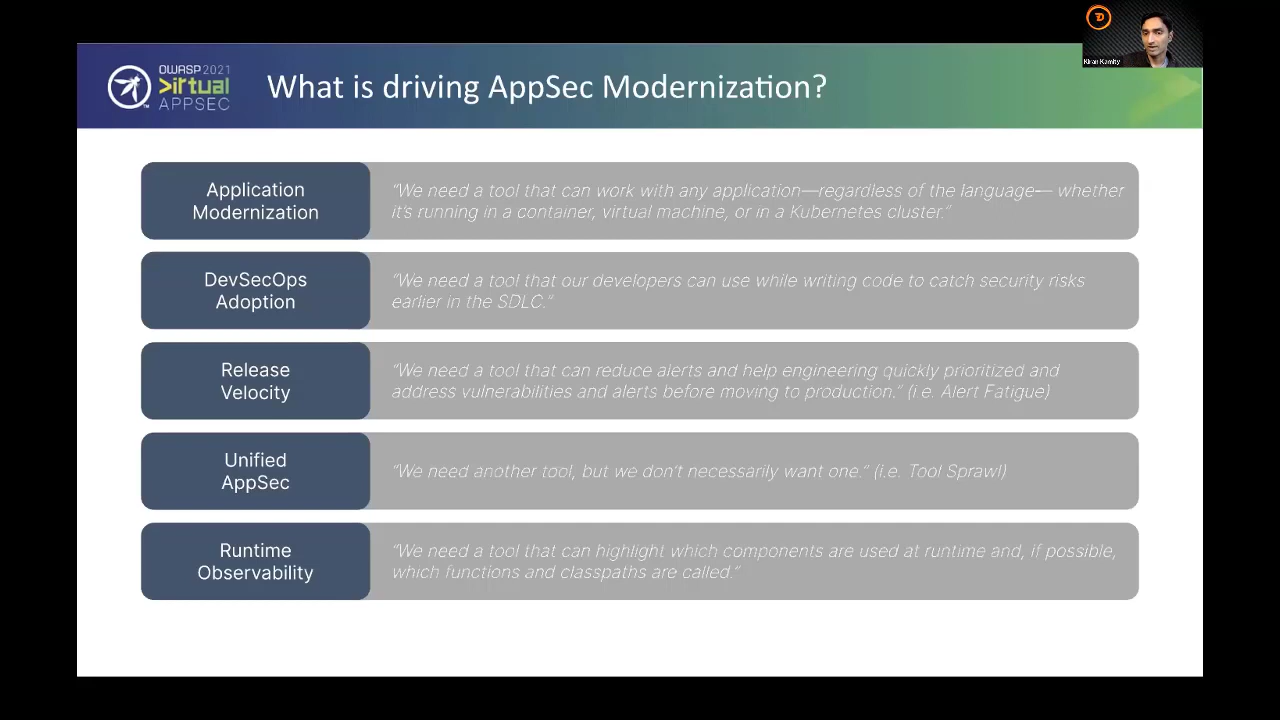 OWASP 2021
>irtual
APPSEC
What is driving AppSec Modernization?
Kiran Kamity
Application
Modernization
“We need a tool that can work with any application—regardless of the language— whether
it’s running in a container, virtual machine, or in a Kubernetes cluster.”
DevSecOps
Adoption
“We need a tool that our developers can use while writing code to catch security risks
earlier in the SDLC.”
Release
Velocity
“We need a tool that can reduce alerts and help engineering quickly prioritized and
address vulnerabilities and alerts before moving to production.” (i.e. Alert Fatigue)
Unified
AppSec
“We need another tool, but we don’t necessarily want one.” (i.e. Tool Sprawl)
Runtime
Observability
“We need a tool that can highlight which components are used at runtime and, if possible,
which functions and classpaths are called.”